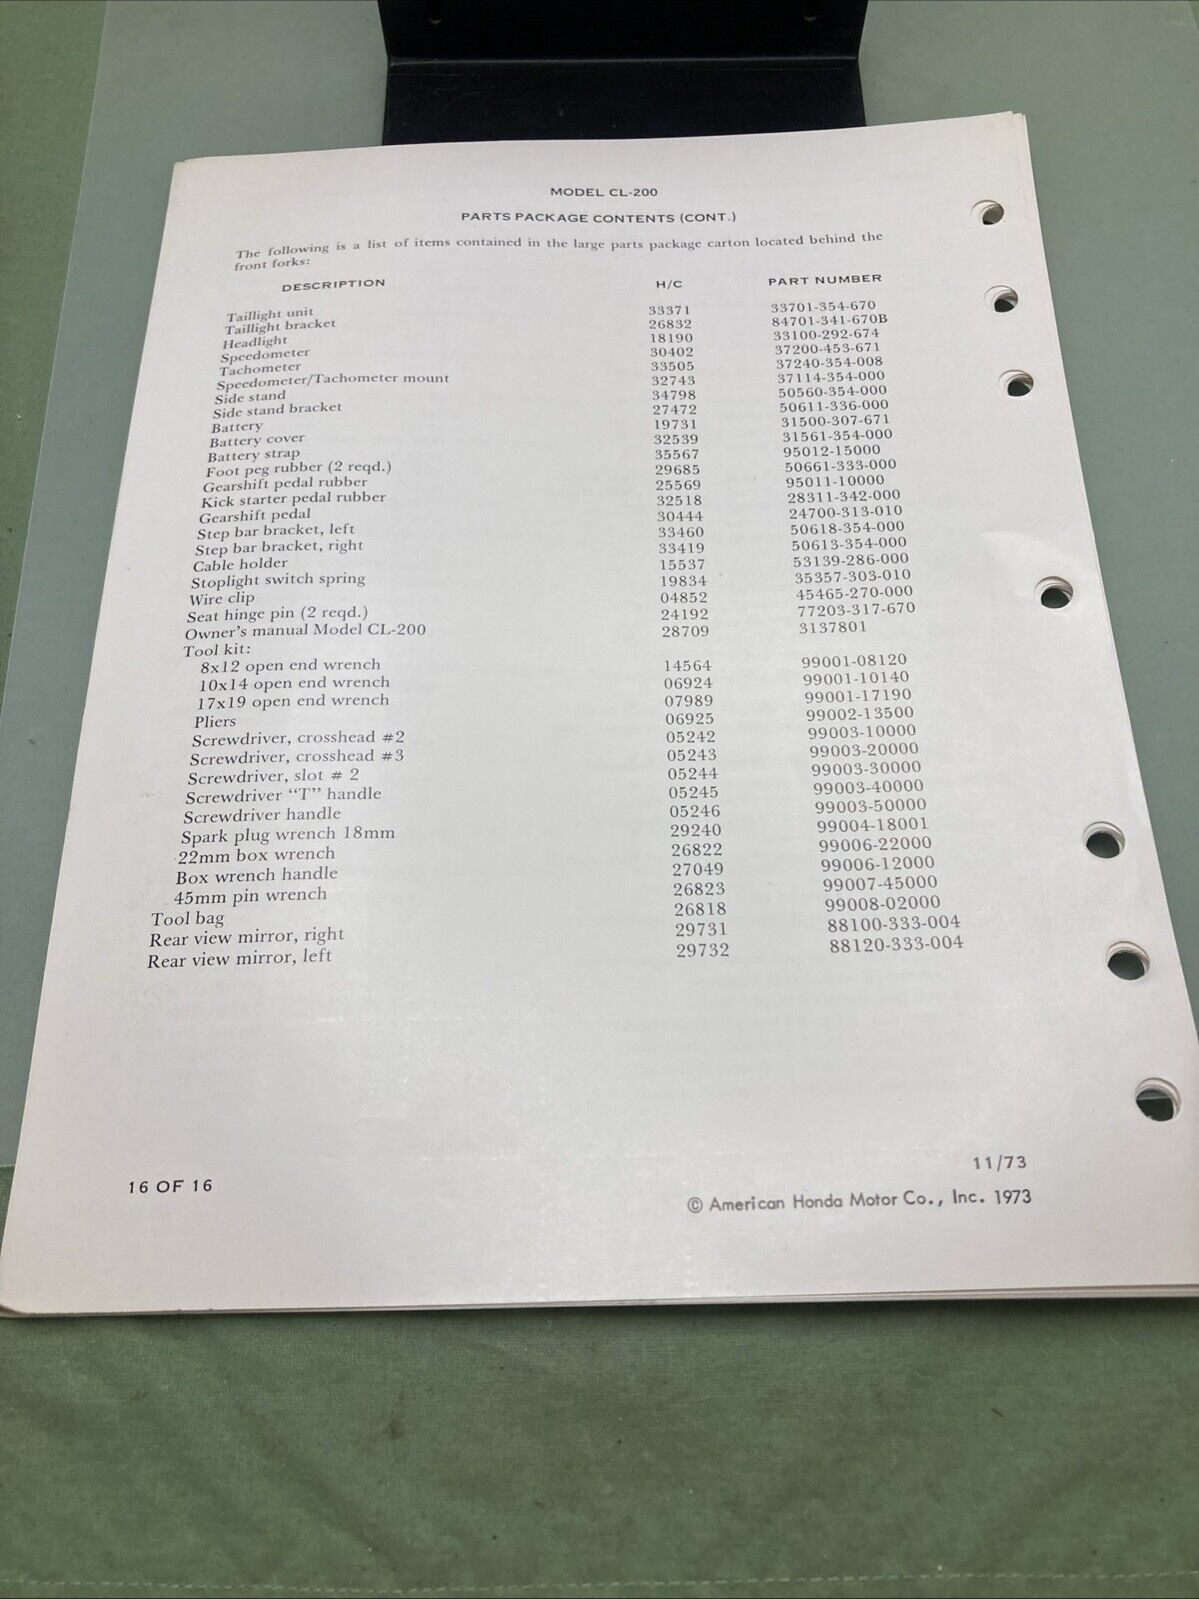 MODEL CL-200
PARTS PACKAGE CONTENTS (CONT.)
The following is a list of items contained in the large parts package carton located behind the
front forks:
DESCRIPTION H/C PART NUMBER
Taillight unit 33371 33701-354-670
Taillight bracket 26832 84701-341-670B
Headlight 18190 33100-292-674
Speedometer 30402 37200-453-671
Tachometer 33505 37240-354-008
Speedometer/Tachometer mount 32743 37114-354-000
Side stand 34798 50560-354-000
Side stand bracket 27472 50611-336-000
Battery 19731 31500-307-671
Battery cover 32539 31561-354-000
Battery strap 35567 95012-15000
Foot peg rubber (2 reqd.) 29685 50661-333-000
Gearshift pedal rubber 25569 95011-10000
Kick starter pedal rubber 32518 28311-342-000
Gearshift pedal 30444 24700-313-010
Step bar bracket, left 33460 50618-354-000
Step bar bracket, right 33419 50613-354-000
Cable holder 15537 53139-286-000
Stoplight switch spring 19834 35357-303-010
Wire clip 04852 45465-270-000
Seat hinge pin (2 reqd.) 24192 77203-317-670
Owner's manual Model CL-200 28709 3137801
Tool kit:
8x12 open end wrench 14564 99001-08120
10x14 open end wrench 06924 99001-10140
17x19 open end wrench 07989 99001-17190
Pliers 06925 99002-13500
Screwdriver, crosshead #2 05242 99003-10000
Screwdriver, crosshead #3 05243 99003-20000
Screwdriver, slot # 2 05244 99003-30000
Screwdriver "T" handle 05245 99003-40000
Screwdriver handle 05246 99003-50000
Spark plug wrench 18mm 29240 99004-18001
22mm box wrench 26822 99006-22000
Box wrench handle 27049 99006-12000
45mm pin wrench 26823 99007-45000
Tool bag 26818 99008-02000
Rear view mirror, right 29731 88100-333-004
Rear view mirror, left 29732 88120-333-004
11/73
16 OF 16
© American Honda Motor Co., Inc. 1973